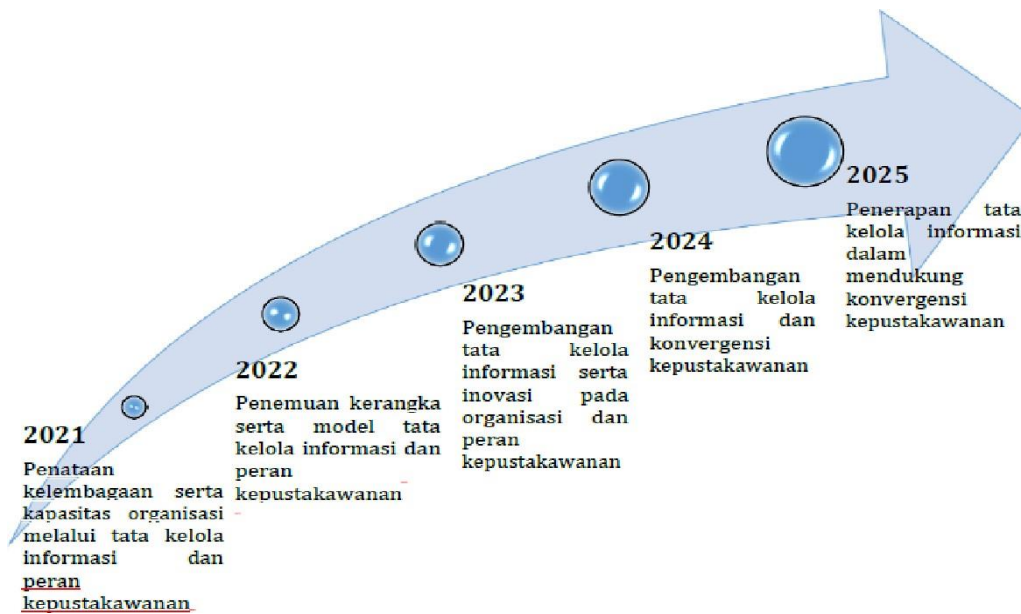 2021
Penataan
kelembagaan serta
kapasitas organisasi
melalui tata kelola
informasi dan
peran
kepustakawanan
2022
Penemuan kerangka
serta model tata
kelola informasi dan
peran
kepustakawanan
2023
Pengembangan
tata kelola
informasi serta
inovasi pada
organisasi dan
peran
kepustakawanan
2024
Pengembangan
tata kelola
informasi dan
konvergensi
kepustakawanan
2025
Penerapan tata
kelola informasi
dalam
mendukung
konvergensi
kepustakawanan